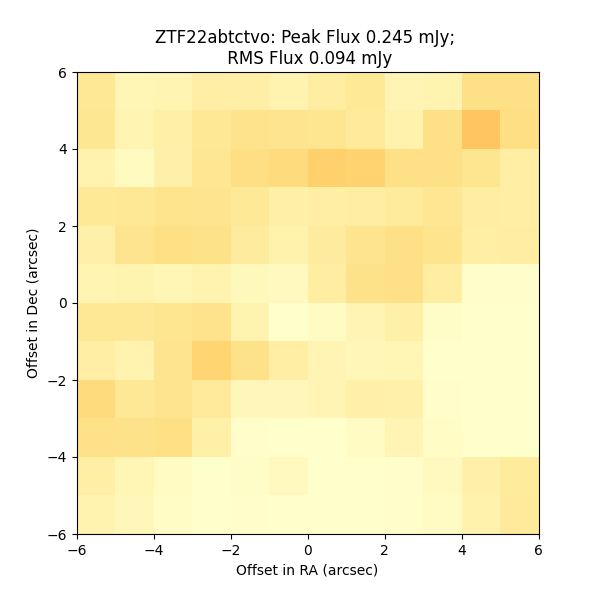 ZTF22abtctvo: Peak Flux 0.245 mJy;
RMS Flux 0.094 mJy
6
4
2
0
−2
−4
−6
Offset in Dec (arcsec)
−6 −4 −2 0 2 4 6
Offset in RA (arcsec)